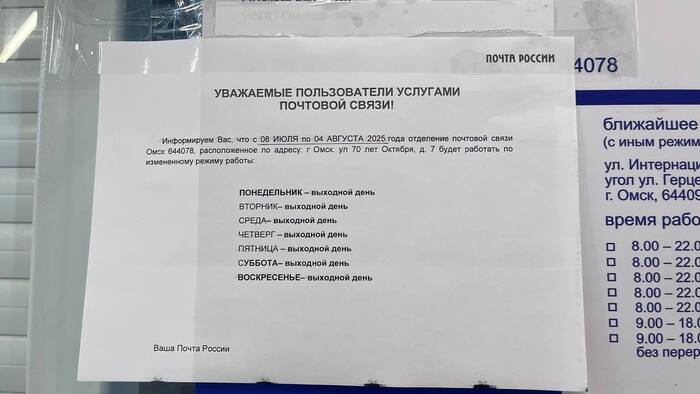 ПОЧТА РОССИИ
УВАЖАЕМЫЕ ПОЛЬЗОВАТЕЛИ УСЛУГАМИ
ПОЧТОВОЙ СВЯЗИ!
Информируем Вас, что с 08 ИЮЛЯ по 04 АВГУСТА 2025 года отделение почтовой связи
Омск 644078, расположенное по адресу: г Омск. ул 70 лет Октября, д. 7 будет работать по
измененному режиму работы:
ПОНЕДЕЛЬНИК – выходной день
ВТОРНИК– выходной день
СРЕДА– выходной день
ЧЕТВЕРГ – выходной день
ПЯТНИЦА – выходной день
СУББОТА– выходной день
ВОСКРЕСЕНЬЕ– выходной день
Ваша Почта России
4078
ближайшее
(с иным режим
ул. Интернаци
угол ул. Герце
г. Омск, 64409
время рабо
8.00 – 22.0
8.00 – 22.0
8.00 – 22.0
8.00 – 22.0
8.00 – 22.0
9.00 – 18.0
9.00 – 18.0
без перер